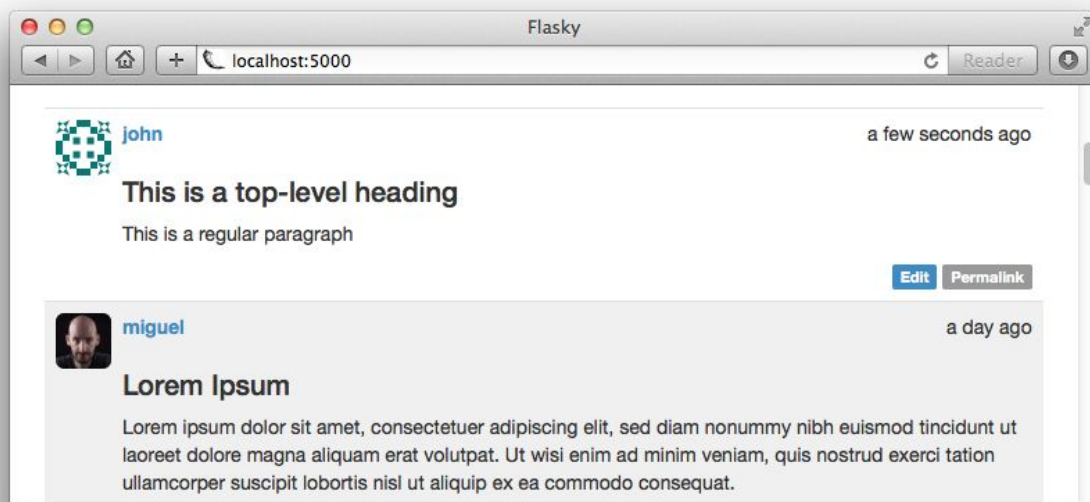 Flasky
localhost:5000
Reader
john
a few seconds ago
This is a top-level heading
This is a regular paragraph
Edit Permalink
miguel
a day ago
Lorem Ipsum
Lorem ipsum dolor sit amet, consectetuer adipiscing elit, sed diam nonummy nibh euismod tincidunt ut
laoreet dolore magna aliquam erat volutpat. Ut wisi enim ad minim veniam, quis nostrud exerci tation
ullamcorper suscipit lobortis nisl ut aliquip ex ea commodo consequat.